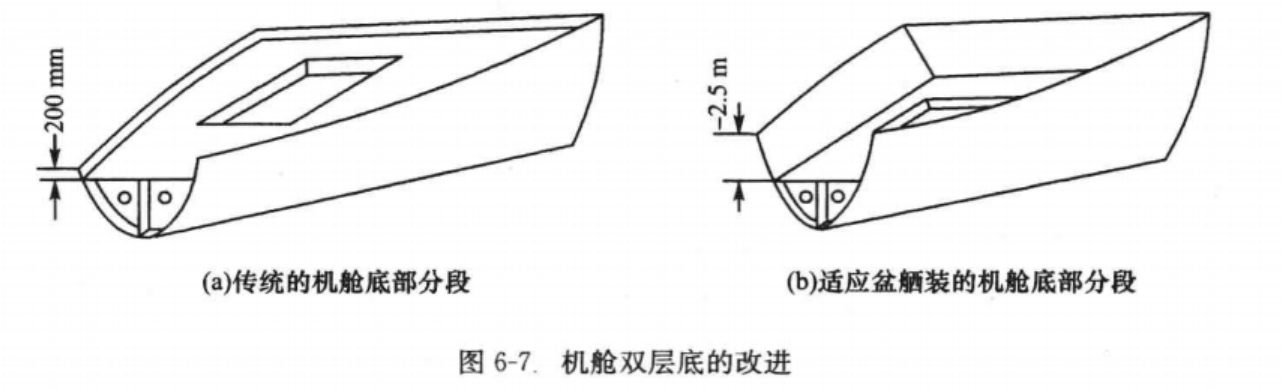 -200 mm
-2.5 m
(a)传统的机舱底部分段
(b)适应盆舾装的机舱底部分段
图 6-7. 机舱双层底的改进